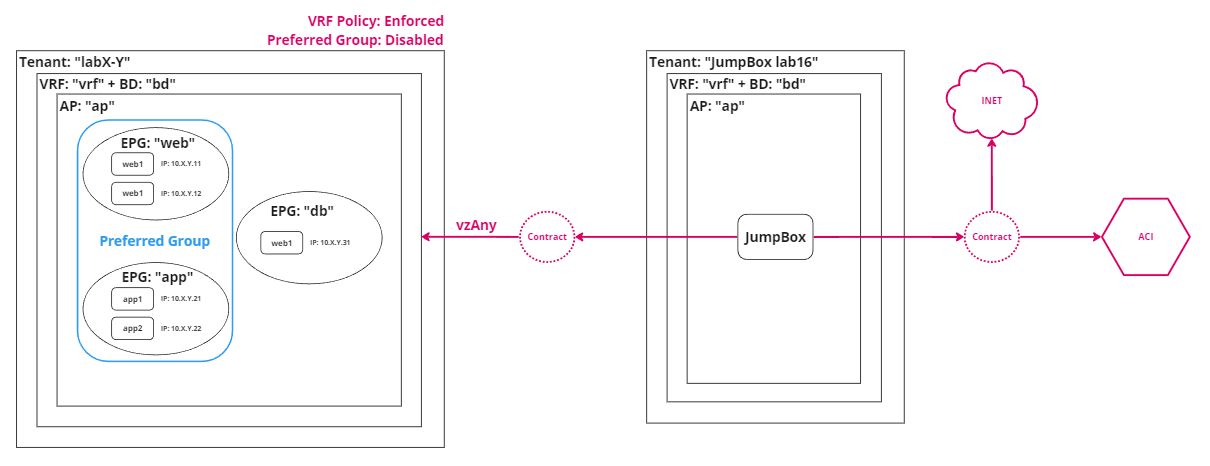 VRF Policy: Enforced
Preferred Group: Disabled
Tenant: "labX-Y"
VRF: "vrf" + BD: "bd"
AP: "ap"
EPG: "web"
web1 IP: 10.X.Y.11
web1 IP: 10.X.Y.12
Preferred Group
EPG: "app"
app1 IP: 10.X.Y.21
app2 IP: 10.X.Y.22
EPG: "db"
web1 IP: 10.X.Y.31
vzAny
Contract
Tenant: "JumpBox lab16"
VRF: "vrf" + BD: "bd"
AP: "ap"
JumpBox
INET
Contract
ACI